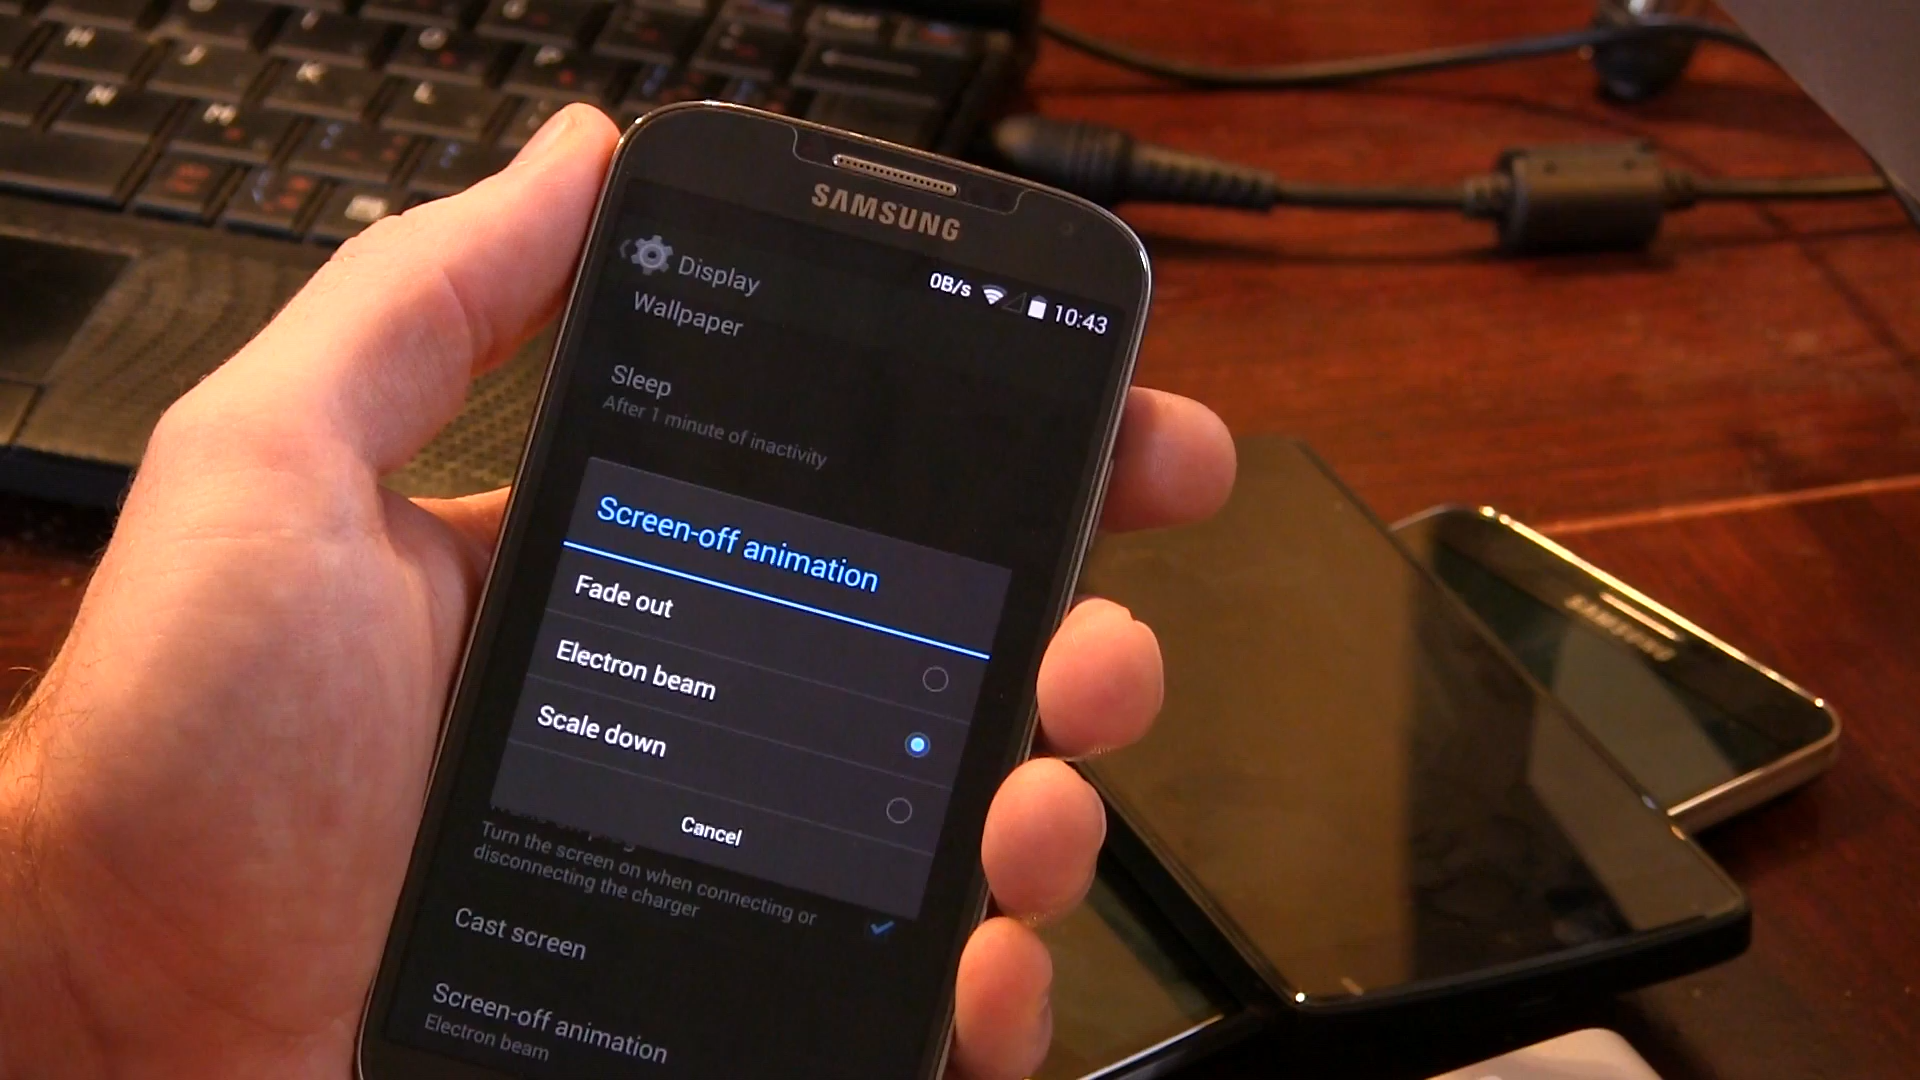 SAMSUNG
Display
0B/s 10:43
Wallpaper
Sleep
After 1 minute of inactivity
Screen-off animation
Fade out
Electron beam
Scale down
Cancel
Turn the screen on when connecting or
disconnecting the charger
Cast screen
Screen-off animation
Electron beam
H
J
K
L
N
M
O
P
SAMSUNG